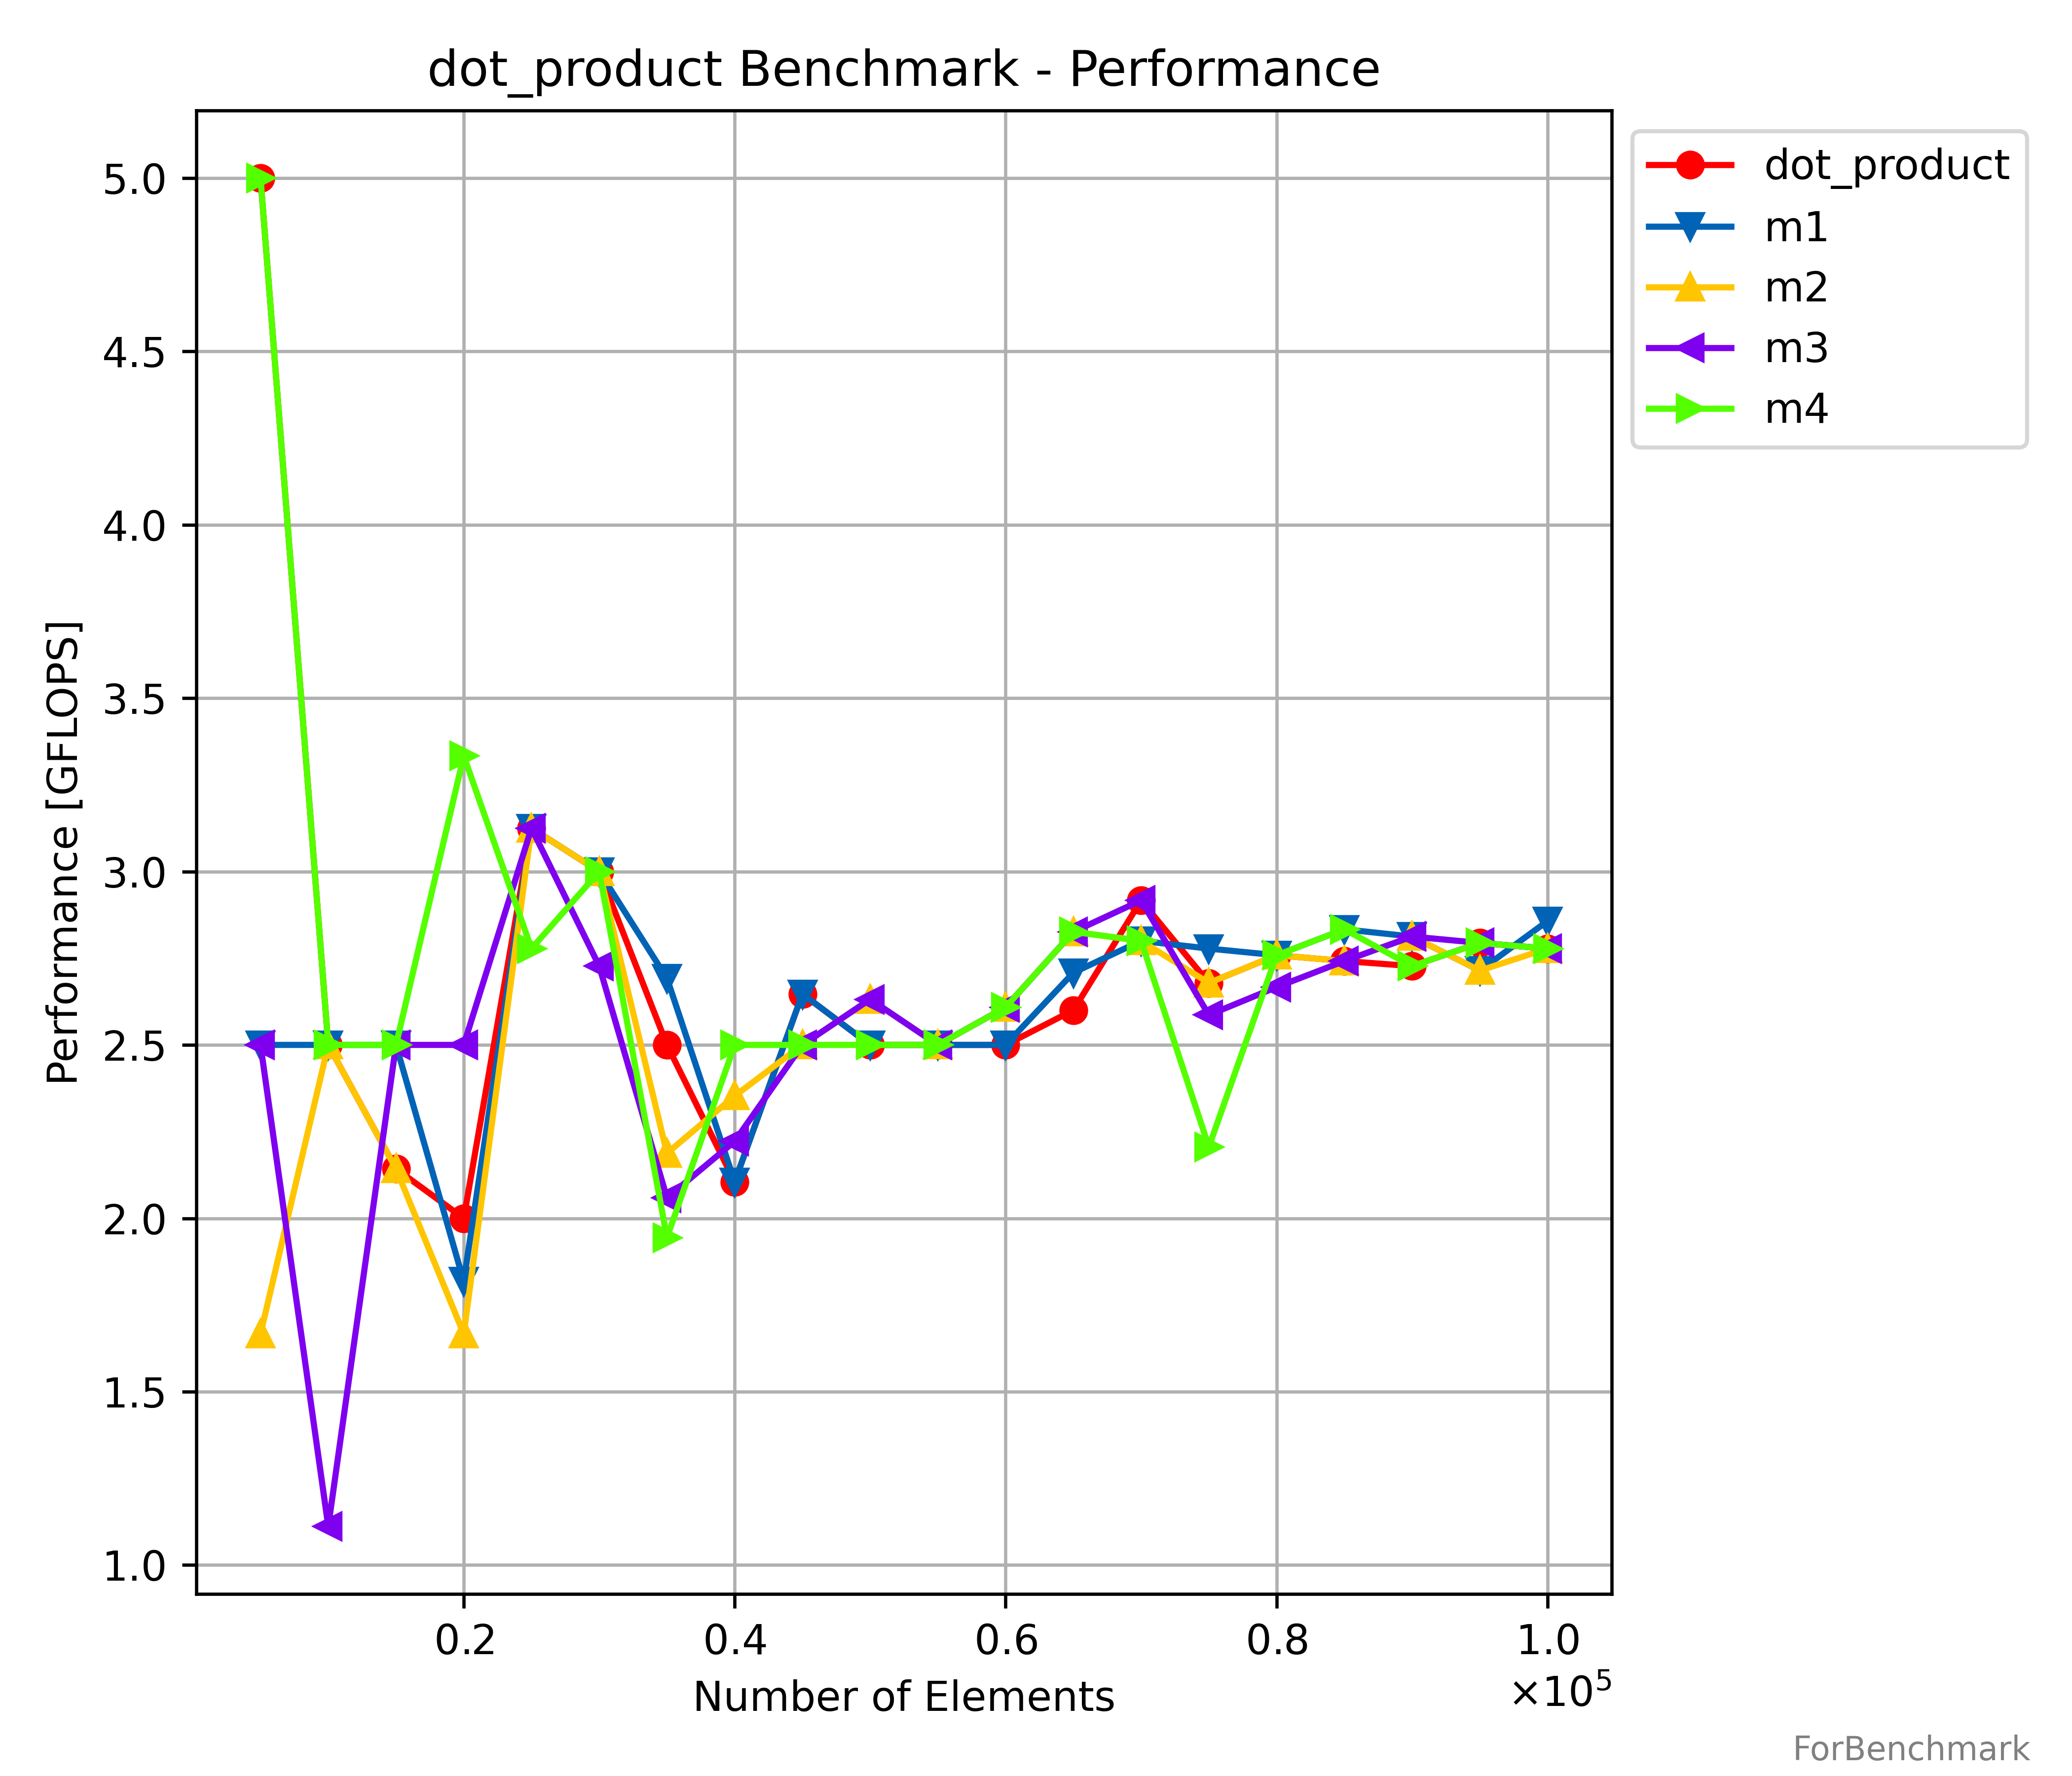 dot_product Benchmark - Performance
dot_product
m1
m2
m3
m4
Performance [GFLOPS]
5.0
4.5
4.0
3.5
3.0
2.5
2.0
1.5
1.0
0.2 0.4 0.6 0.8 1.0
×10⁵
Number of Elements
ForBenchmark